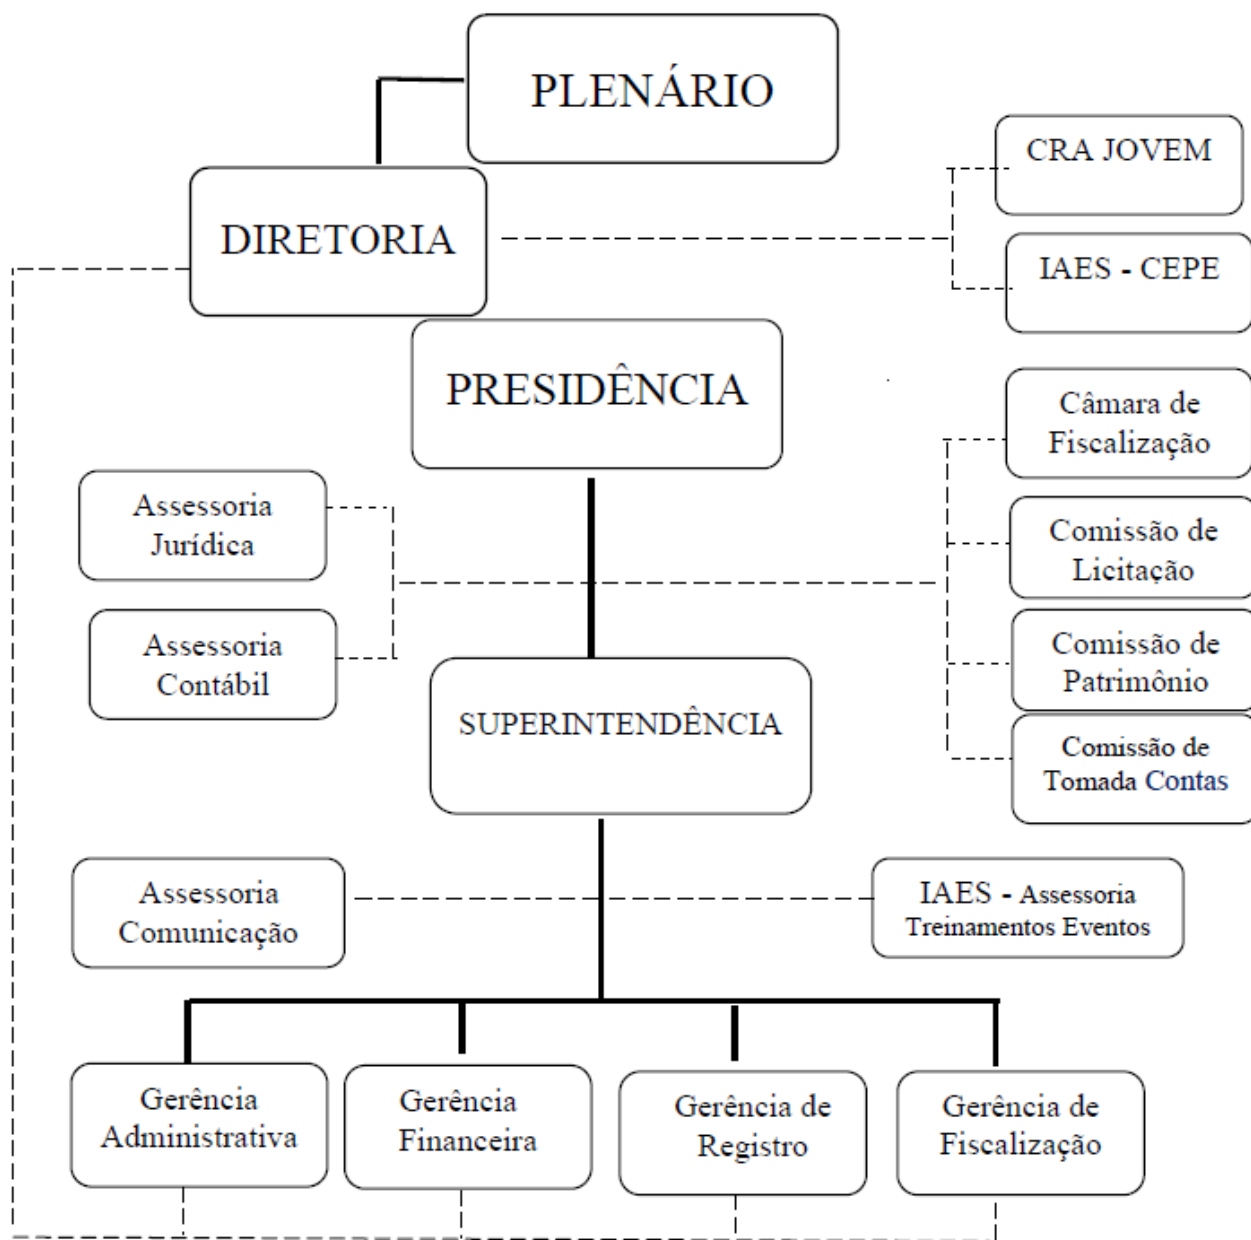 PLENÁRIO
CRA JOVEM
DIRETORIA
IAES - CEPE
PRESIDÊNCIA
Câmara de
Fiscalização
Assessoria
Jurídica
Comissão de
Licitação
Assessoria
Contábil
Comissão de
Patrimônio
SUPERINTENDÊNCIA
Comissão de
Tomada Contas
Assessoria
Comunicação
IAES - Assessoria
Treinamentos Eventos
Gerência
Administrativa
Gerência
Financeira
Gerência de
Registro
Gerência de
Fiscalização